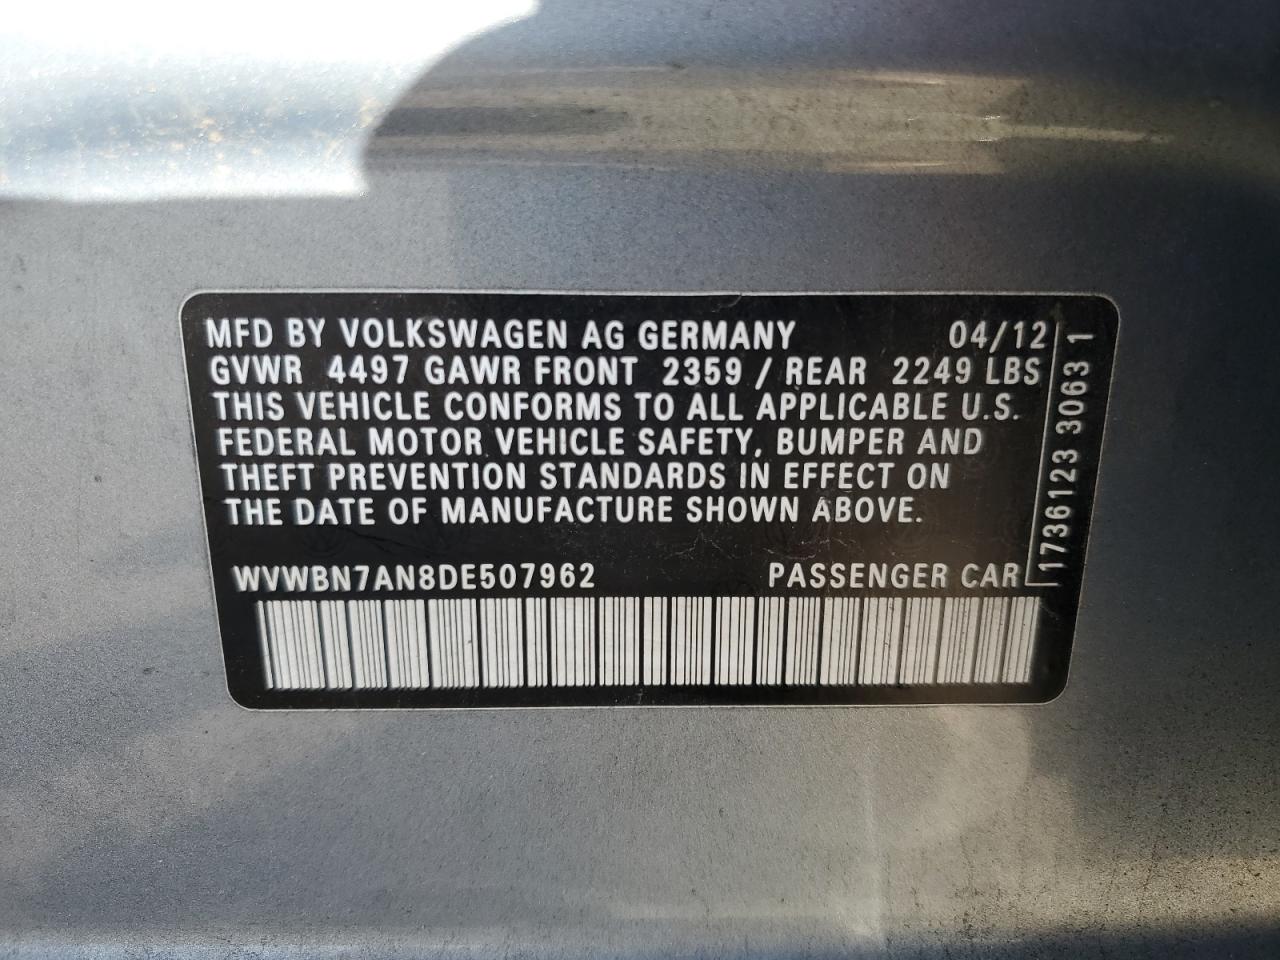 MFD BY VOLKSWAGEN AG GERMANY 04/12
GVWR 4497 GAWR FRONT 2359 / REAR 2249 LBS
THIS VEHICLE CONFORMS TO ALL APPLICABLE U.S.
FEDERAL MOTOR VEHICLE SAFETY, BUMPER AND
THEFT PREVENTION STANDARDS IN EFFECT ON
THE DATE OF MANUFACTURE SHOWN ABOVE.
WVWBN7AN8DE507962 PASSENGER CAR
1736123 3063 1